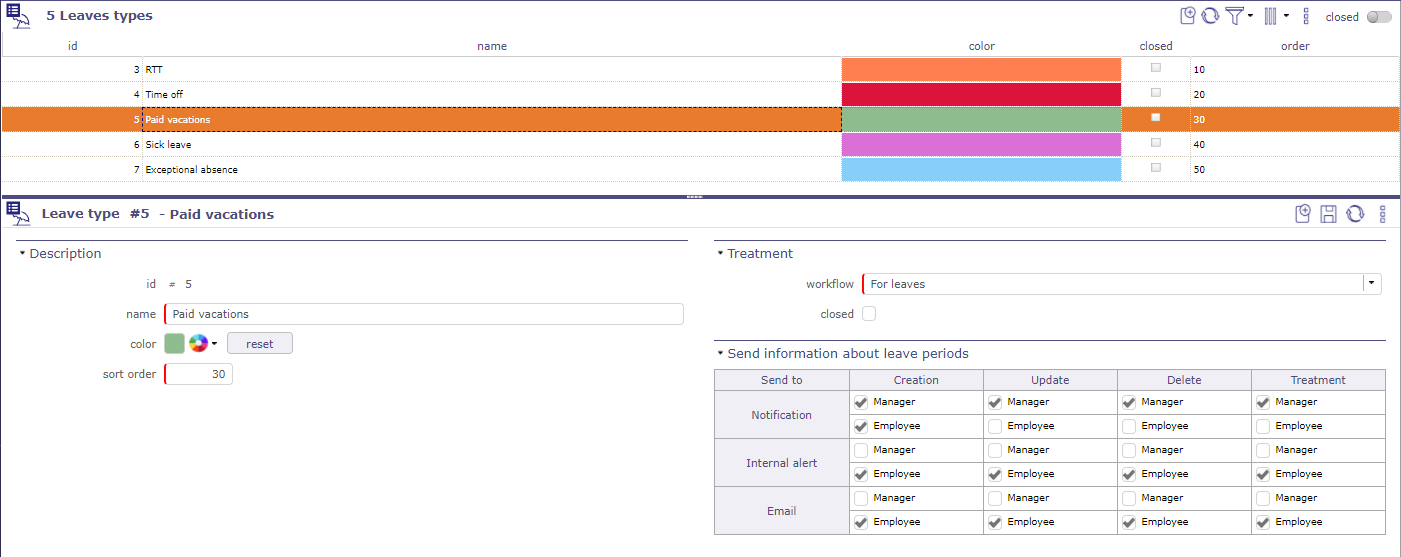 5 Leaves types
closed
id name color closed order
3 RTT 10
4 Time off 20
5 Paid vacations 30
6 Sick leave 40
7 Exceptional absence 50
Leave type #5 - Paid vacations
Description
id # 5
name Paid vacations
color reset
sort order 30
Treatment
workflow For leaves
closed
Send information about leave periods
Send to Creation Update Delete Treatment
Notification
Manager Manager Manager Manager
Employee Employee Employee Employee
Internal alert
Manager Manager Manager Manager
Employee Employee Employee Employee
Email
Manager Manager Manager Manager
Employee Employee Employee Employee